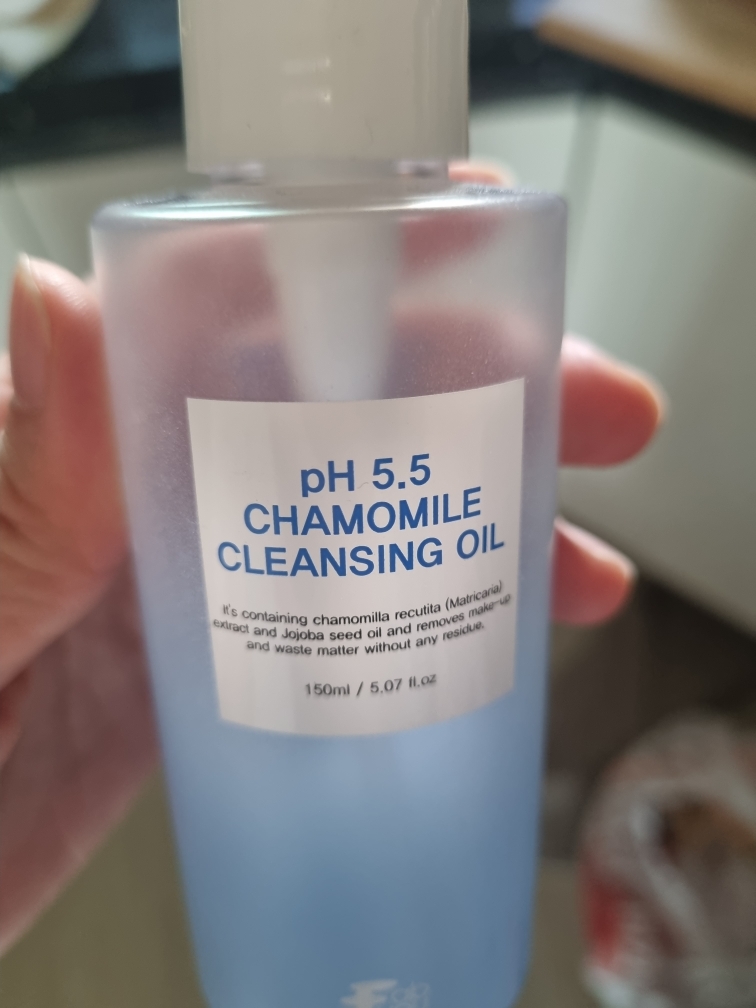 pH 5.5
CHAMOMILE
CLEANSING OIL
It's containing chamomilla recutita (Matricaria)
extract and Jojoba seed oil and removes make-up
and waste matter without any residue.
150ml / 5.07 fl.oz